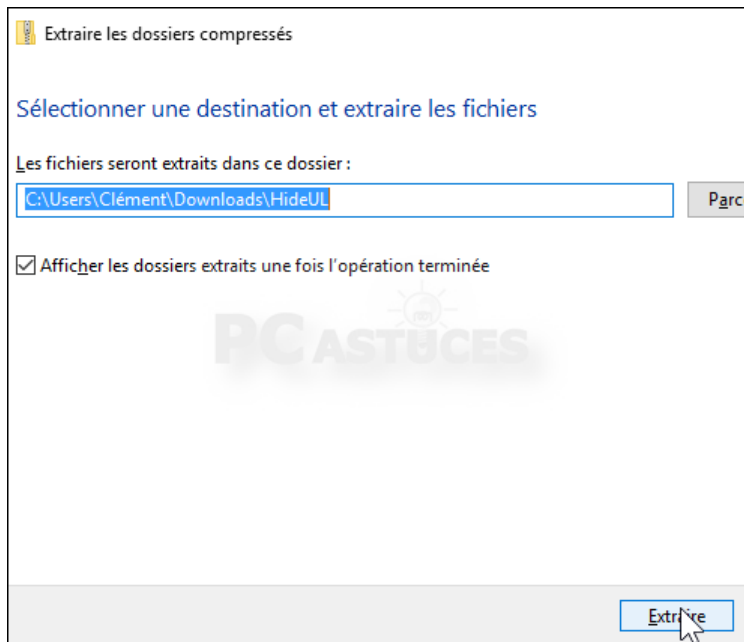 Extraire les dossiers compressés
Sélectionner une destination et extraire les fichiers
Les fichiers seront extraits dans ce dossier :
C:\Users\Clément\Downloads\HideUL
Parc
Afficher les dossiers extraits une fois l'opération terminée
PC ASTUCES
Extraire